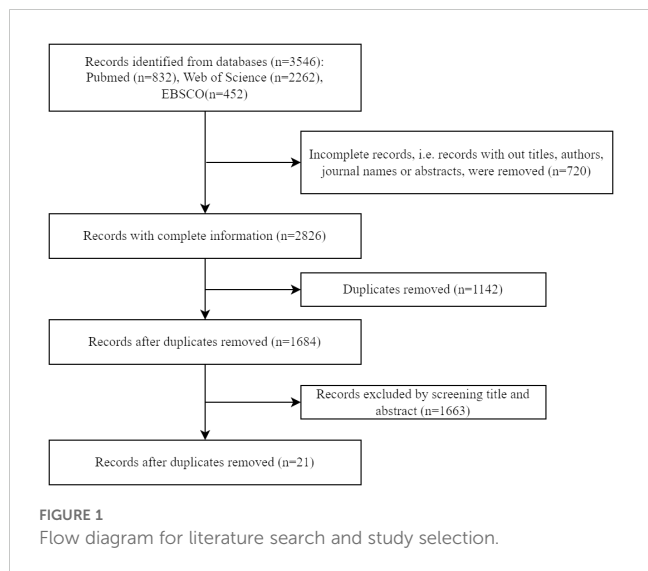 Records identified from databases (n=3546):
Pubmed (n=832), Web of Science (n=2262),
EBSCO(n=452)
Incomplete records, i.e. records with out titles, authors,
journal names or abstracts, were removed (n=720)
Records with complete information (n=2826)
Duplicates removed (n=1142)
Records after duplicates removed (n=1684)
Records excluded by screening title and
abstract (n=1663)
Records after duplicates removed (n=21)
FIGURE 1
Flow diagram for literature search and study selection.